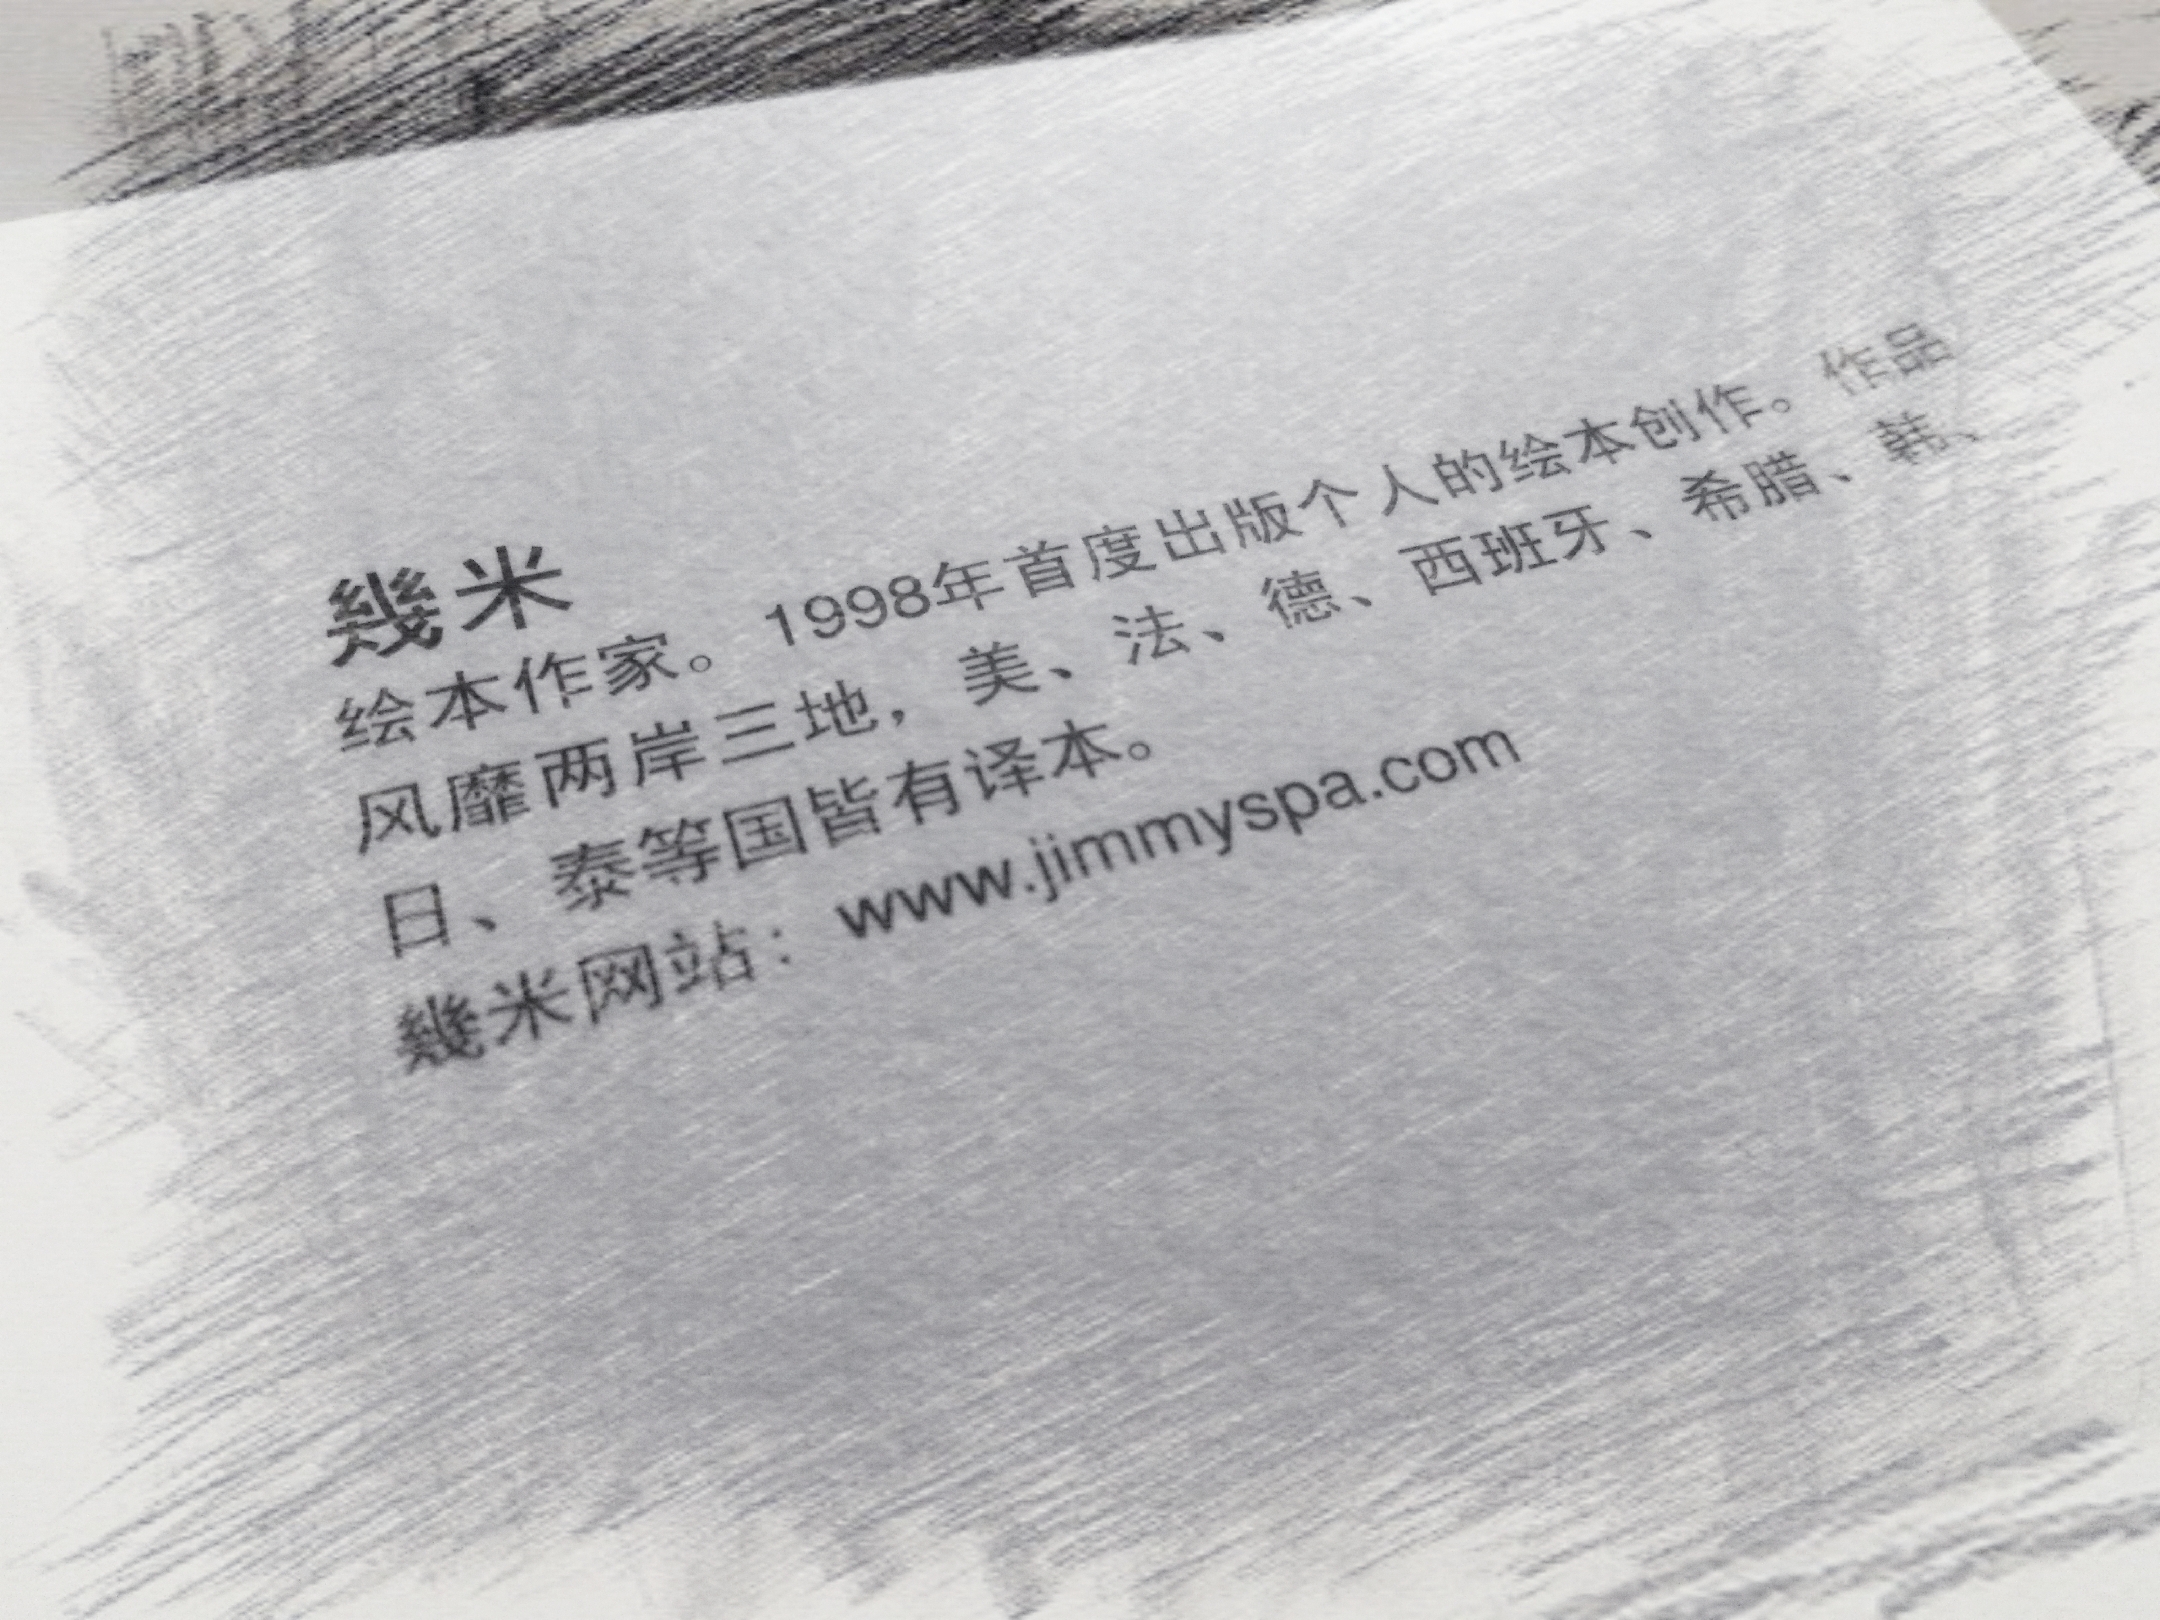 幾米
绘本作家。1998年首度出版个人的绘本创作。作品
风靡两岸三地，美、法、德、西班牙、希腊、韩、
日、泰等国皆有译本。
幾米网站：www.jimmyspa.com